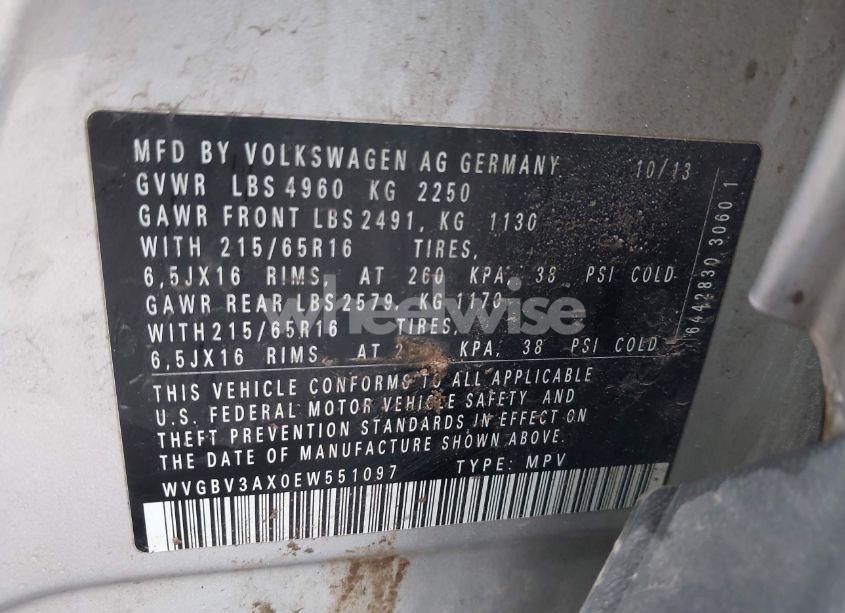 MFD BY VOLKSWAGEN AG GERMANY 10/13
GVWR LBS 4960 KG 2250
GAWR FRONT LBS 2491, KG 1130
WITH 215/65R16 TIRES,
6,5JX16 RIMS, AT 260 KPA, 38 PSI COLD
GAWR REAR LBS 2579, KG 1170
WITH 215/65R16 TIRES,
6,5JX16 RIMS, AT KPA, 38 PSI COLD
THIS VEHICLE CONFORMS TO ALL APPLICABLE
U.S. FEDERAL MOTOR VEHICLE SAFETY AND
THEFT PREVENTION STANDARDS IN EFFECT ON
THE DATE OF MANUFACTURE SHOWN ABOVE.
WVGBV3AX0EW551097 TYPE: MPV
6442830 3060 1
wheelwise